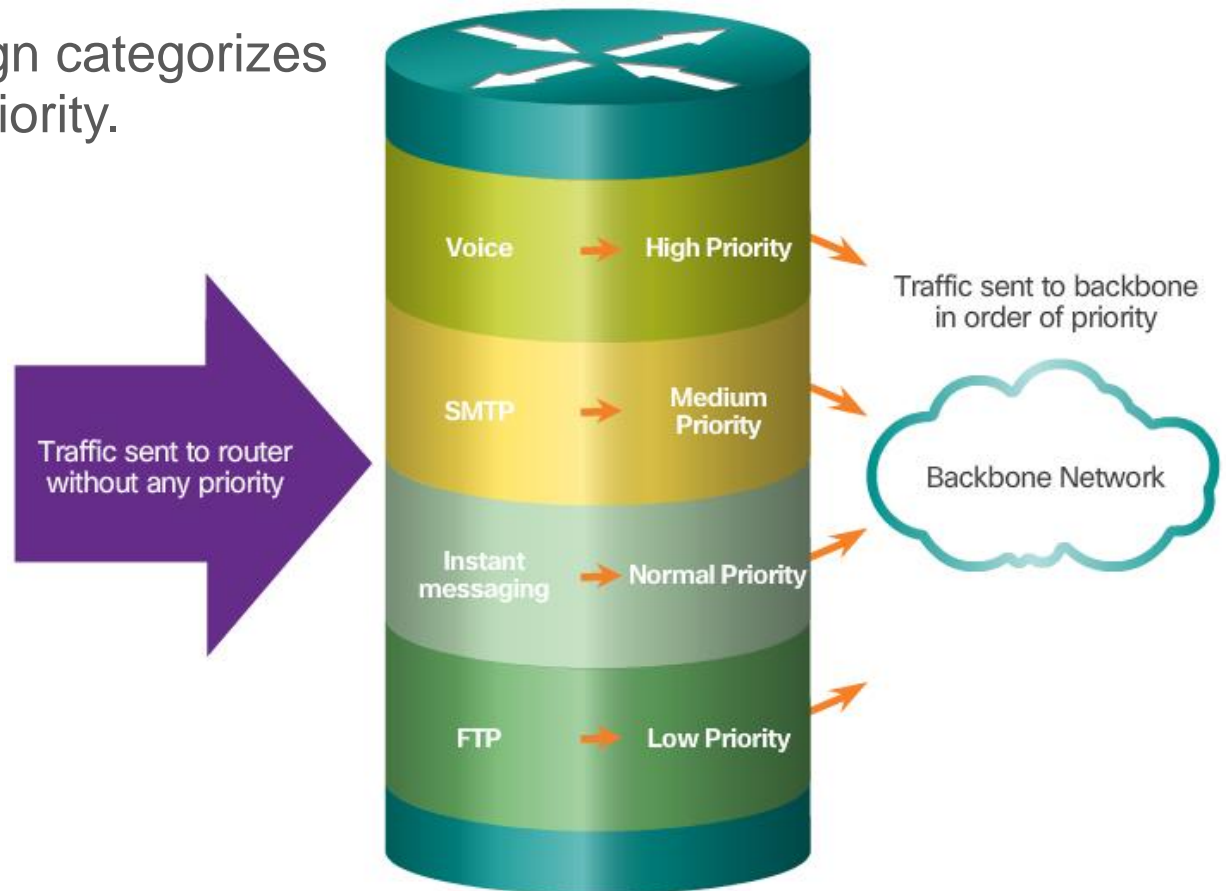 gn categorizes
iority.
Voice
High Priority
Traffic sent to backbone
in order of priority
SMTP
Medium
Priority
Traffic sent to router
without any priority
Backbone Network
Instant
messaging
Normal Priority
FTP
Low Priority